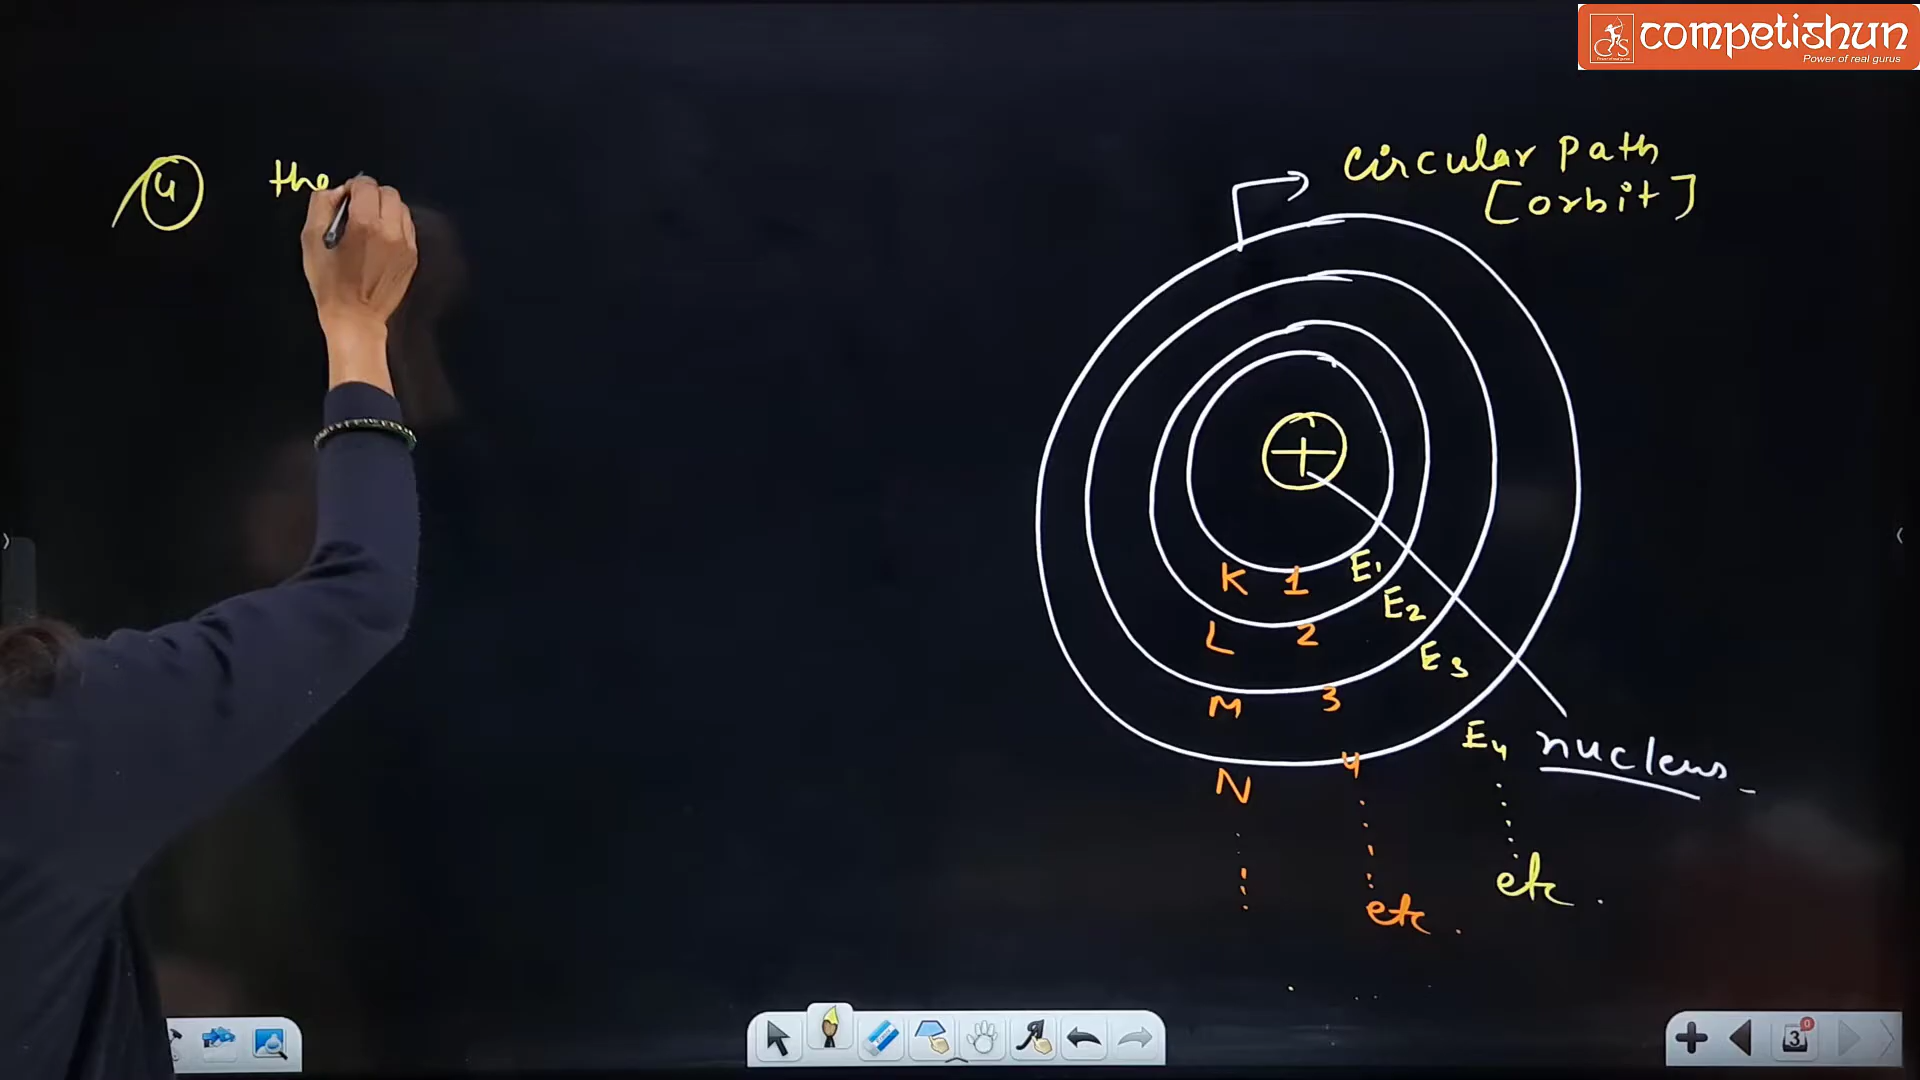 competishun
Power of real gurus
4 the
Circular path
[orbit]
K 1 E1
L 2 E2
M 3 E3
N 4 E4
nucleus
etc.
etc.
3